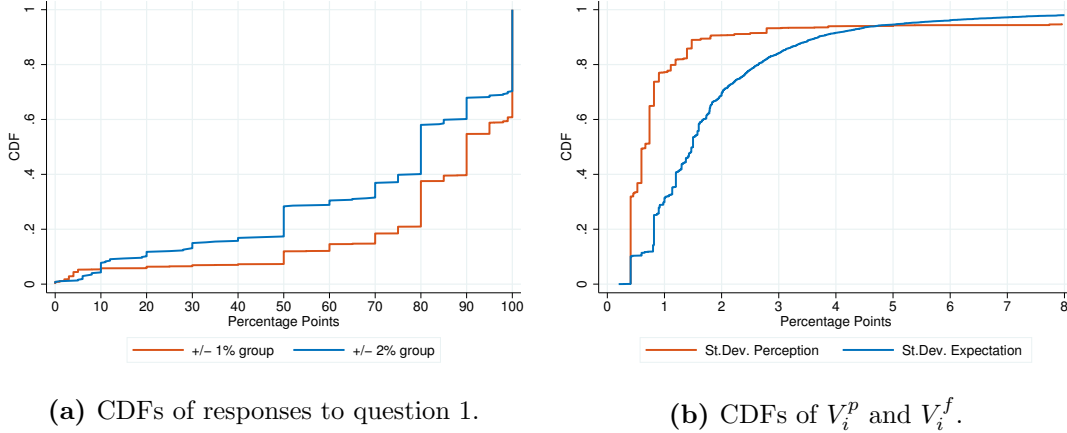 CDF
0 .2 .4 .6 .8 1
0 10 20 30 40 50 60 70 80 90 100
Percentage Points
+/- 1% group +/- 2% group
(a) CDFs of responses to question 1.
CDF
0 .2 .4 .6 .8 1
0 1 2 3 4 5 6 7 8
Percentage Points
St.Dev. Perception St.Dev. Expectation
(b) CDFs of V_i^p and V_i^f.